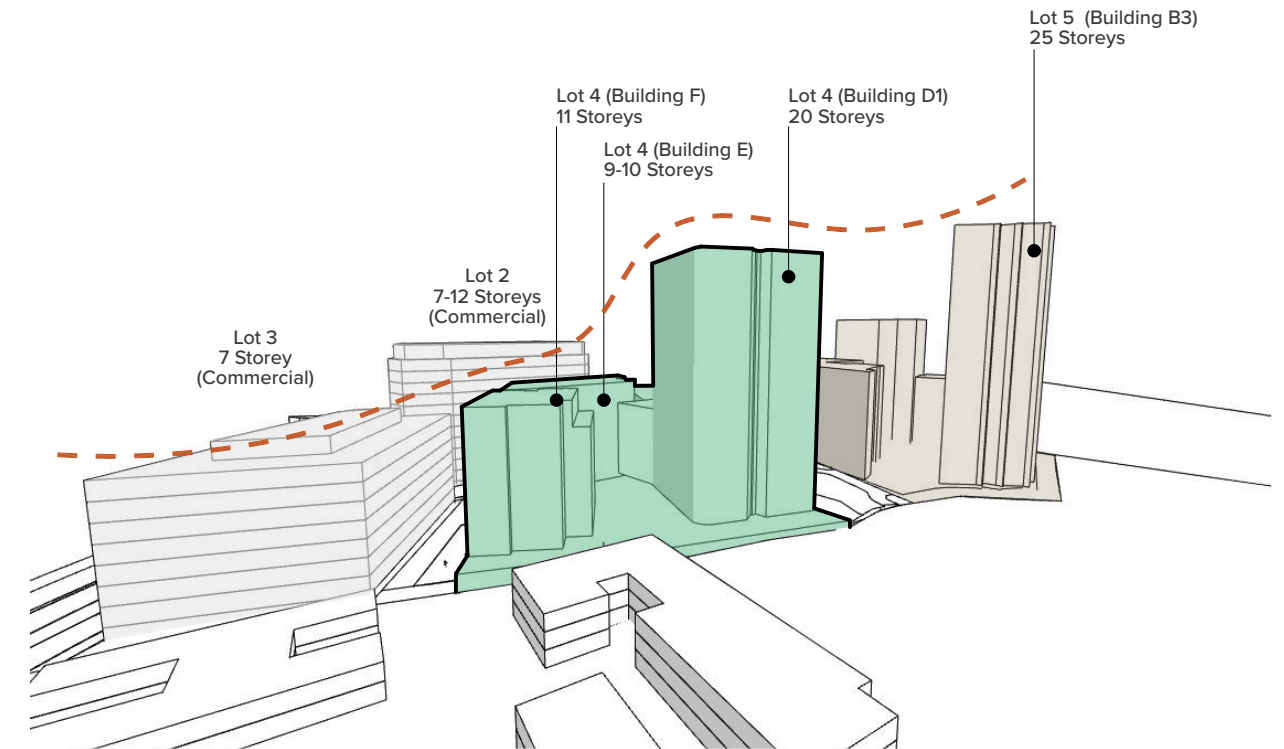 Lot 5 (Building B3)
25 Storeys
Lot 4 (Building F)
11 Storeys
Lot 4 (Building D1)
20 Storeys
Lot 4 (Building E)
9-10 Storeys
Lot 2
7-12 Storeys
(Commercial)
Lot 3
7 Storey
(Commercial)